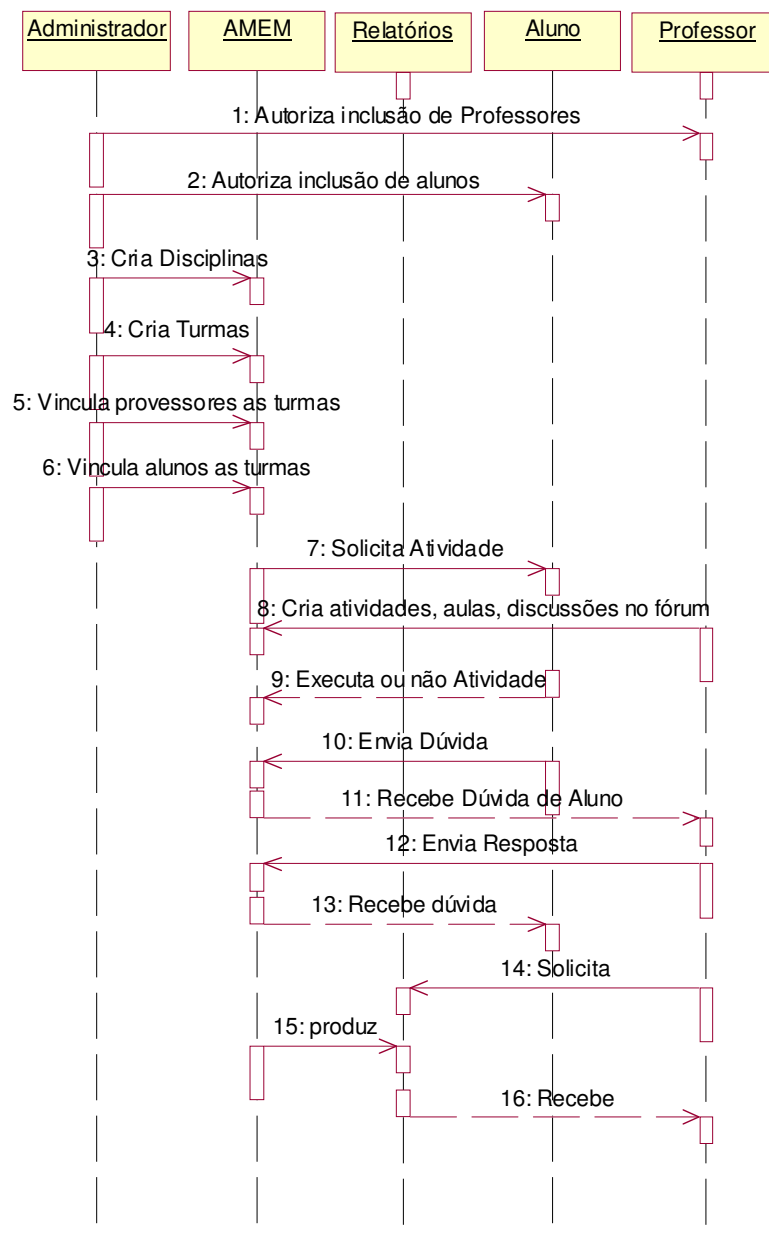 Administrador
AMEM
Relatórios
Aluno
Professor
1: Autoriza inclusão de Professores
2: Autoriza inclusão de alunos
3: Cria Disciplinas
4: Cria Turmas
5: Vincula provessores as turmas
6: Vincula alunos as turmas
7: Solicita Atividade
8: Cria atividades, aulas, discussões no fórum
9: Executa ou não Atividade
10: Envia Dúvida
11: Recebe Dúvida de Aluno
12: Envia Resposta
13: Recebe dúvida
14: Solicita
15: produz
16: Recebe